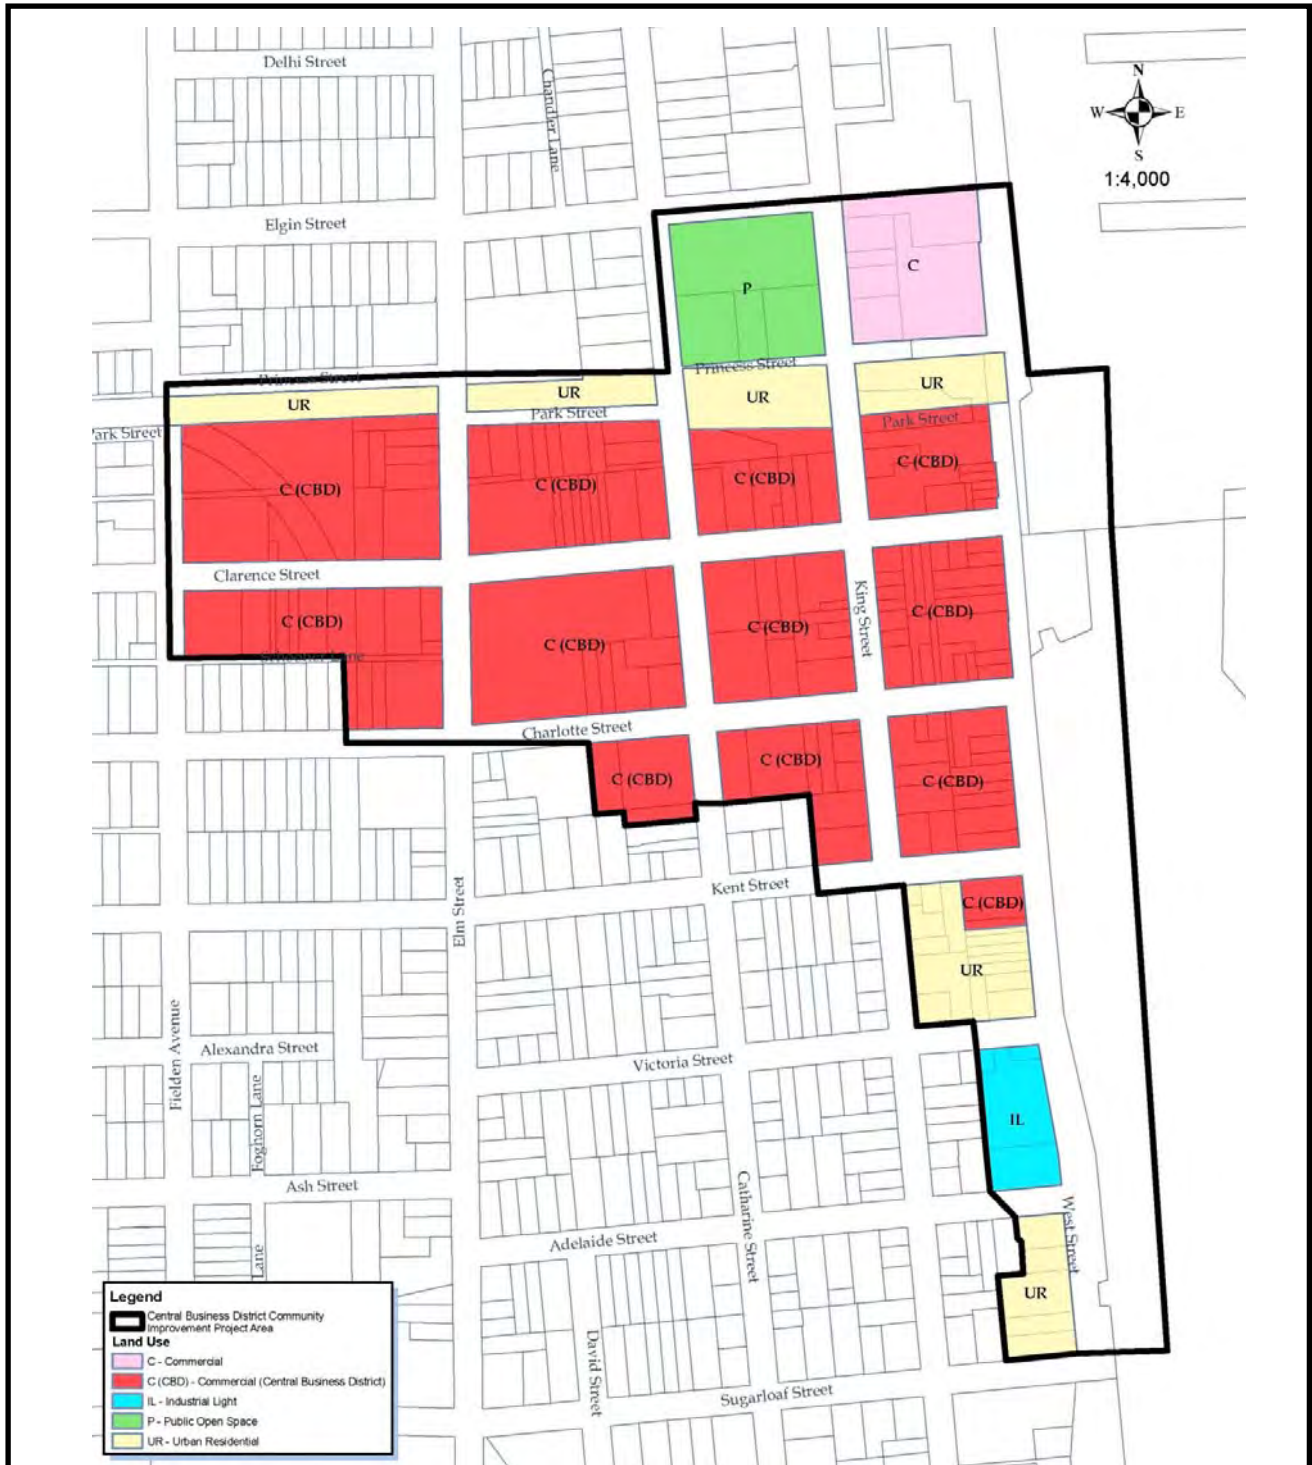 Delhi Street
Chandler Lane
N
W E
S
1:4,000
Elgin Street
P
C
Princess Street
Princess Street
UR
UR
UR
UR
Park Street
Park Street
Park Street
C (CBD)
C (CBD)
C (CBD)
C (CBD)
Clarence Street
King Street
C (CBD)
C (CBD)
C (CBD)
C (CBD)
Schooner Lane
Charlotte Street
C (CBD)
C (CBD)
C (CBD)
Kent Street
Elm Street
C (CBD)
UR
Fielden Avenue
Alexandra Street
Victoria Street
Foghorn Lane
IL
Ash Street
Catharine Street
West Street
Adelaide Street
Lane
UR
David Street
Sugarloaf Street
Legend
Central Business District Community
Improvement Project Area
Land Use
C - Commercial
C (CBD) - Commercial (Central Business District)
IL - Industrial Light
P - Public Open Space
UR - Urban Residential